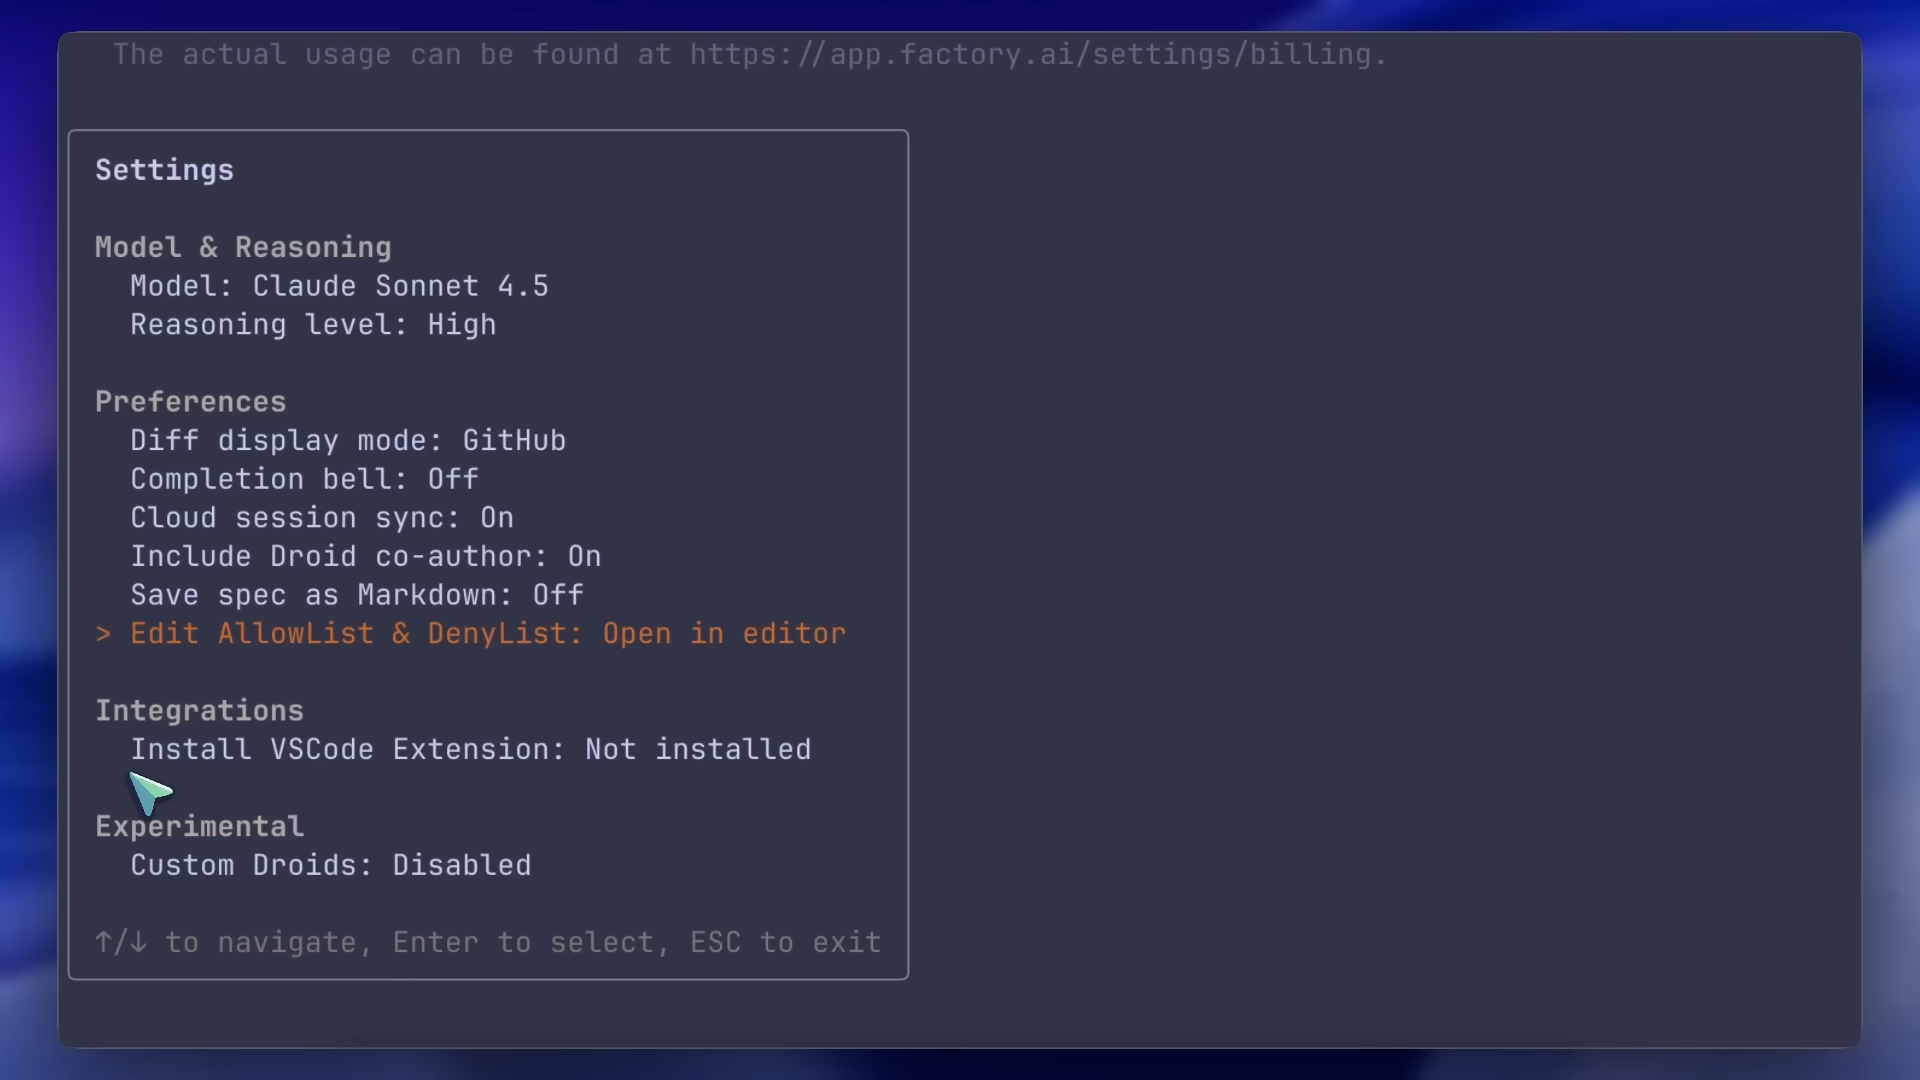 The actual usage can be found at https://app.factory.ai/settings/billing.
Settings
Model & Reasoning
Model: Claude Sonnet 4.5
Reasoning level: High
Preferences
Diff display mode: GitHub
Completion bell: Off
Cloud session sync: On
Include Droid co-author: On
Save spec as Markdown: Off
> Edit AllowList & DenyList: Open in editor
Integrations
Install VSCode Extension: Not installed
Experimental
Custom Droids: Disabled
↑/↓ to navigate, Enter to select, ESC to exit